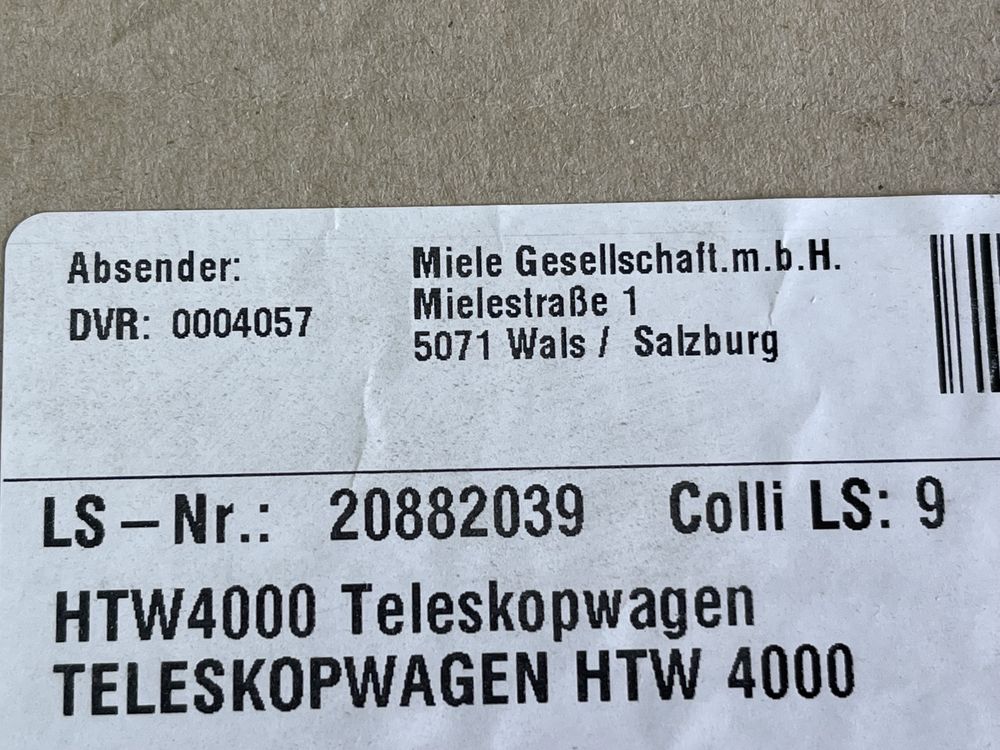 Absender:
DVR: 0004057
Miele Gesellschaft.m.b.H.
Mielestraße 1
5071 Wals / Salzburg
LS-Nr.: 20882039 Colli LS: 9
HTW4000 Teleskopwagen
TELESKOPWAGEN HTW 4000